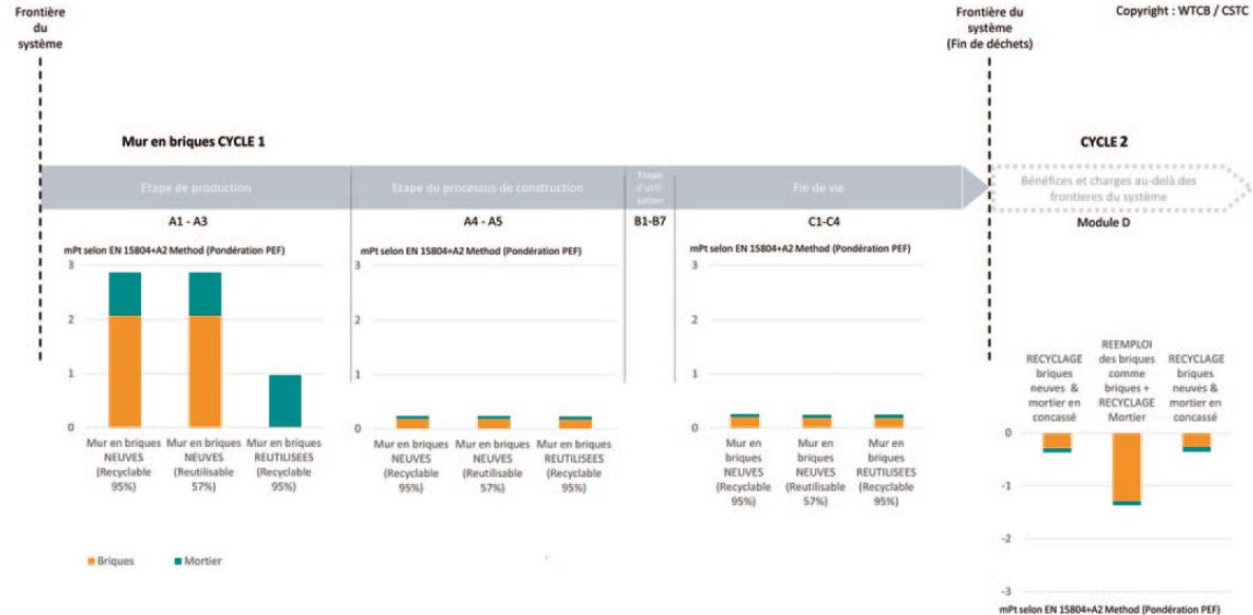 Frontière
du
système
Frontière du
système
(Fin de déchets)
Copyright : WTCB / CSTC
Mur en briques CYCLE 1
CYCLE 2
Etape de production
Etape du processus de construction
Etape
d'utili-
sation
Fin de vie
Bénéfices et charges au-delà des
frontieres du système
A1 - A3
A4 - A5
B1-B7
C1-C4
Module D
mPt selon EN 15804+A2 Method (Pondération PEF)
3
2
1
0
Mur en briques
NEUVES
(Recyclable
95%)
Mur en briques
NEUVES
(Reutilisable
57%)
Mur en briques
REUTILISEES
(Recyclable
95%)
mPt selon EN 15804+A2 Method (Pondération PEF)
3
2
1
0
Mur en briques
NEUVES
(Recyclable
95%)
Mur en briques
NEUVES
(Reutilisable
57%)
Mur en briques
REUTILISEES
(Recyclable
95%)
mPt selon EN 15804+A2 Method (Pondération PEF)
3
2
1
0
Mur en
briques
NEUVES
(Recyclable
95%)
Mur en
briques
NEUVES
(Reutilisable
57%)
Mur en
briques
REUTILISEES
(Recyclable
95%)
RECYCLAGE
briques
neuves &
mortier en
concassé
REEMPLOI
des briques
comme
briques +
RECYCLAGE
Mortier
RECYCLAGE
briques
neuves &
mortier en
concassé
0
-1
-2
-3
mPt selon EN 15804+A2 Method (Pondération PEF)
Briques
Mortier